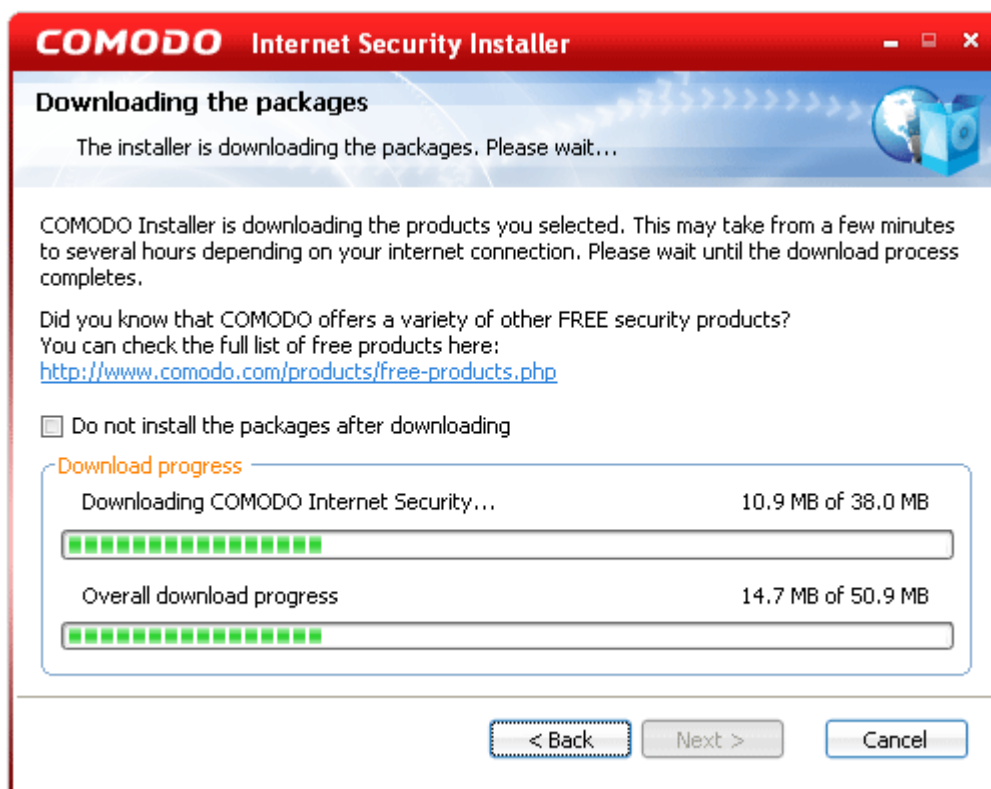 COMODO Internet Security Installer
Downloading the packages
The installer is downloading the packages. Please wait...
COMODO Installer is downloading the products you selected. This may take from a few minutes
to several hours depending on your internet connection. Please wait until the download process
completes.
Did you know that COMODO offers a variety of other FREE security products?
You can check the full list of free products here:
http://www.comodo.com/products/free-products.php
Do not install the packages after downloading
Download progress
Downloading COMODO Internet Security... 10.9 MB of 38.0 MB
Overall download progress 14.7 MB of 50.9 MB
< Back Next > Cancel